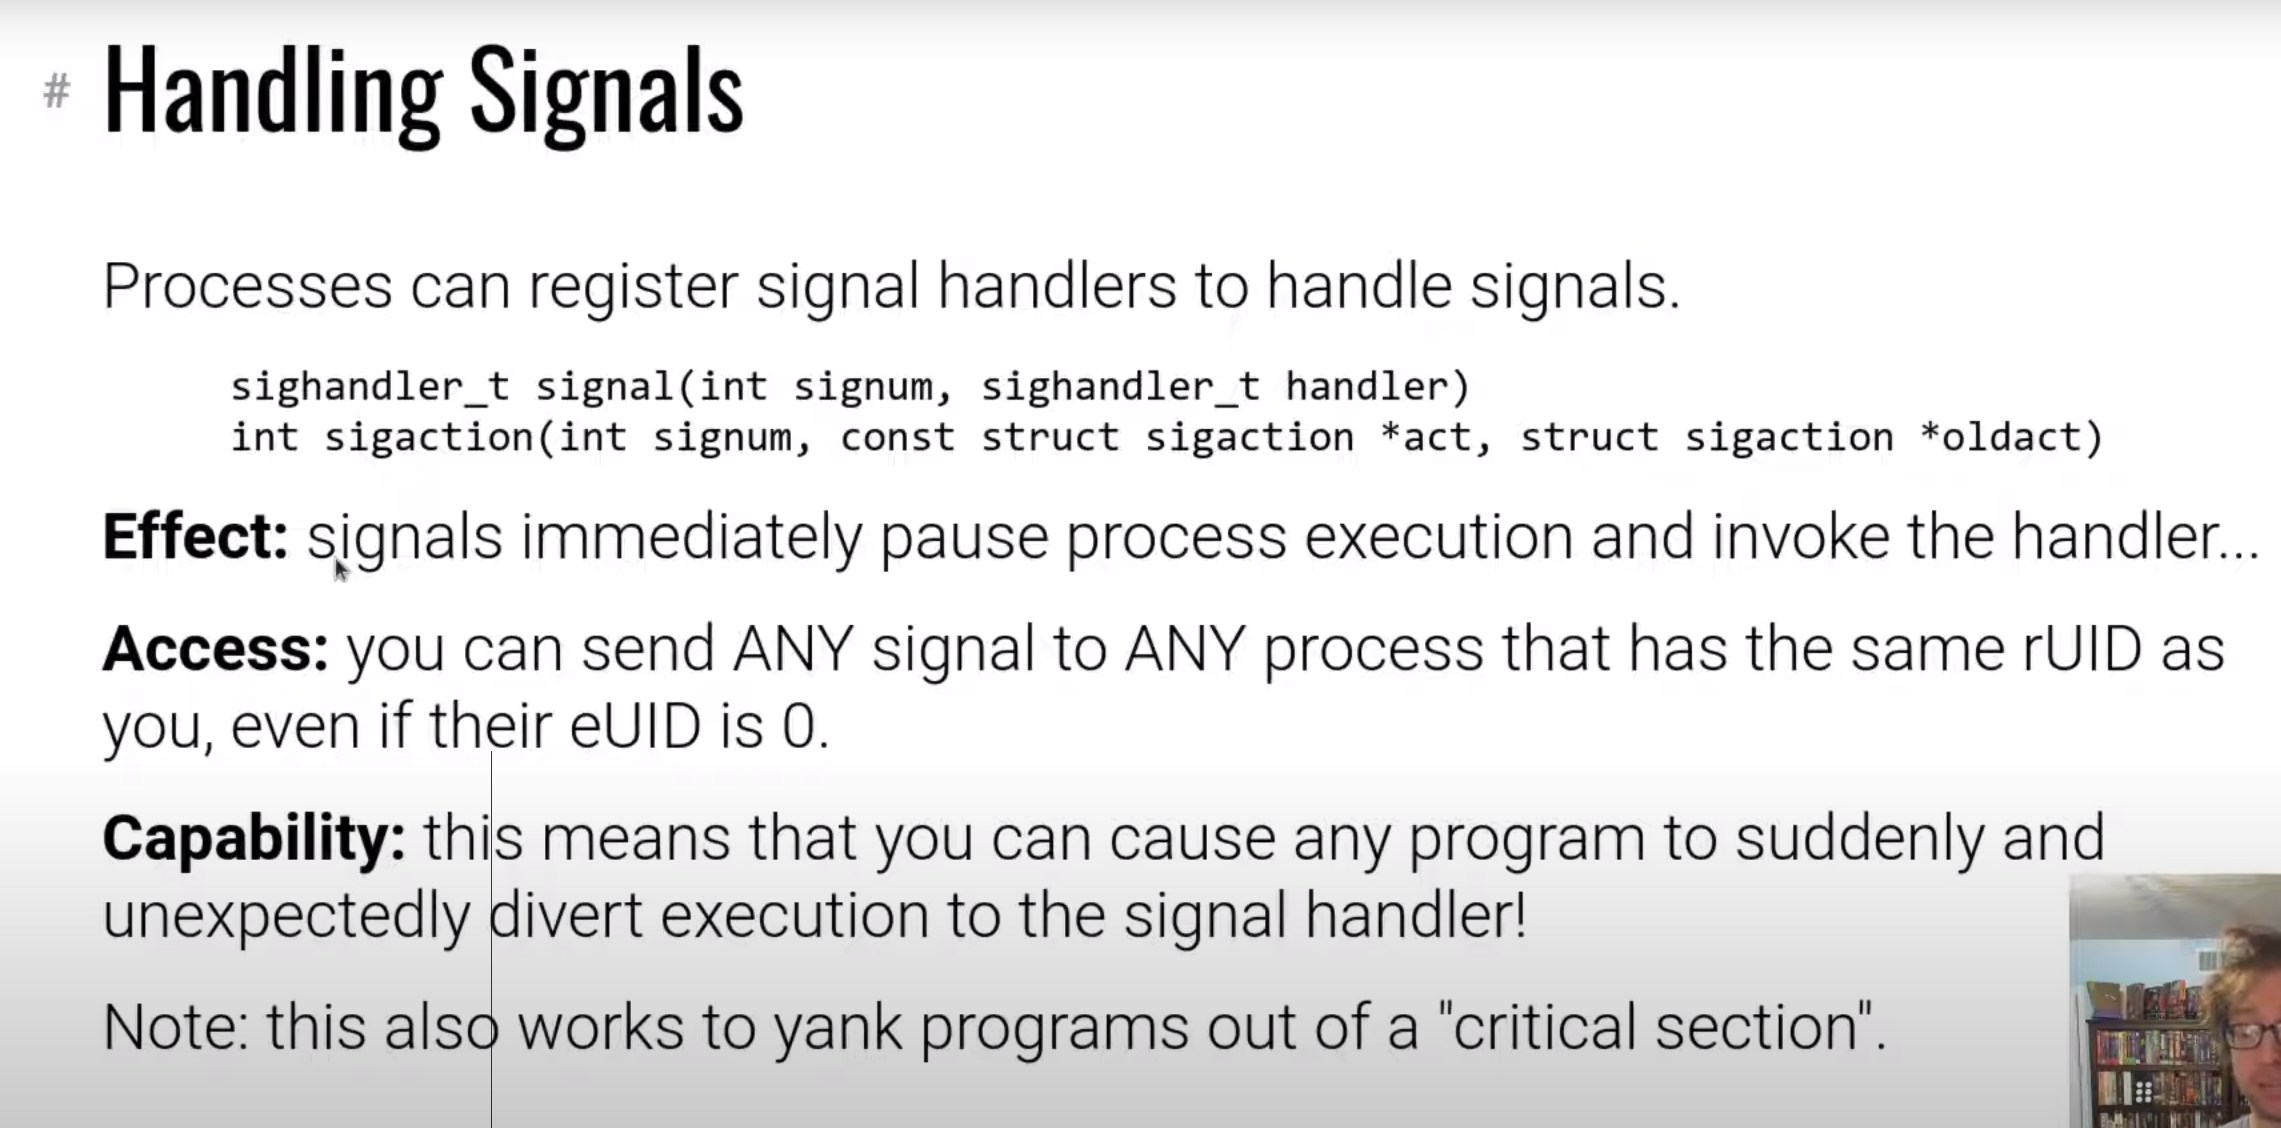 # Handling Signals
Processes can register signal handlers to handle signals.
sighandler_t signal(int signum, sighandler_t handler)
int sigaction(int signum, const struct sigaction *act, struct sigaction *oldact)
Effect: signals immediately pause process execution and invoke the handler...
Access: you can send ANY signal to ANY process that has the same rUID as
you, even if their eUID is 0.
Capability: this means that you can cause any program to suddenly and
unexpectedly divert execution to the signal handler!
Note: this also works to yank programs out of a "critical section".